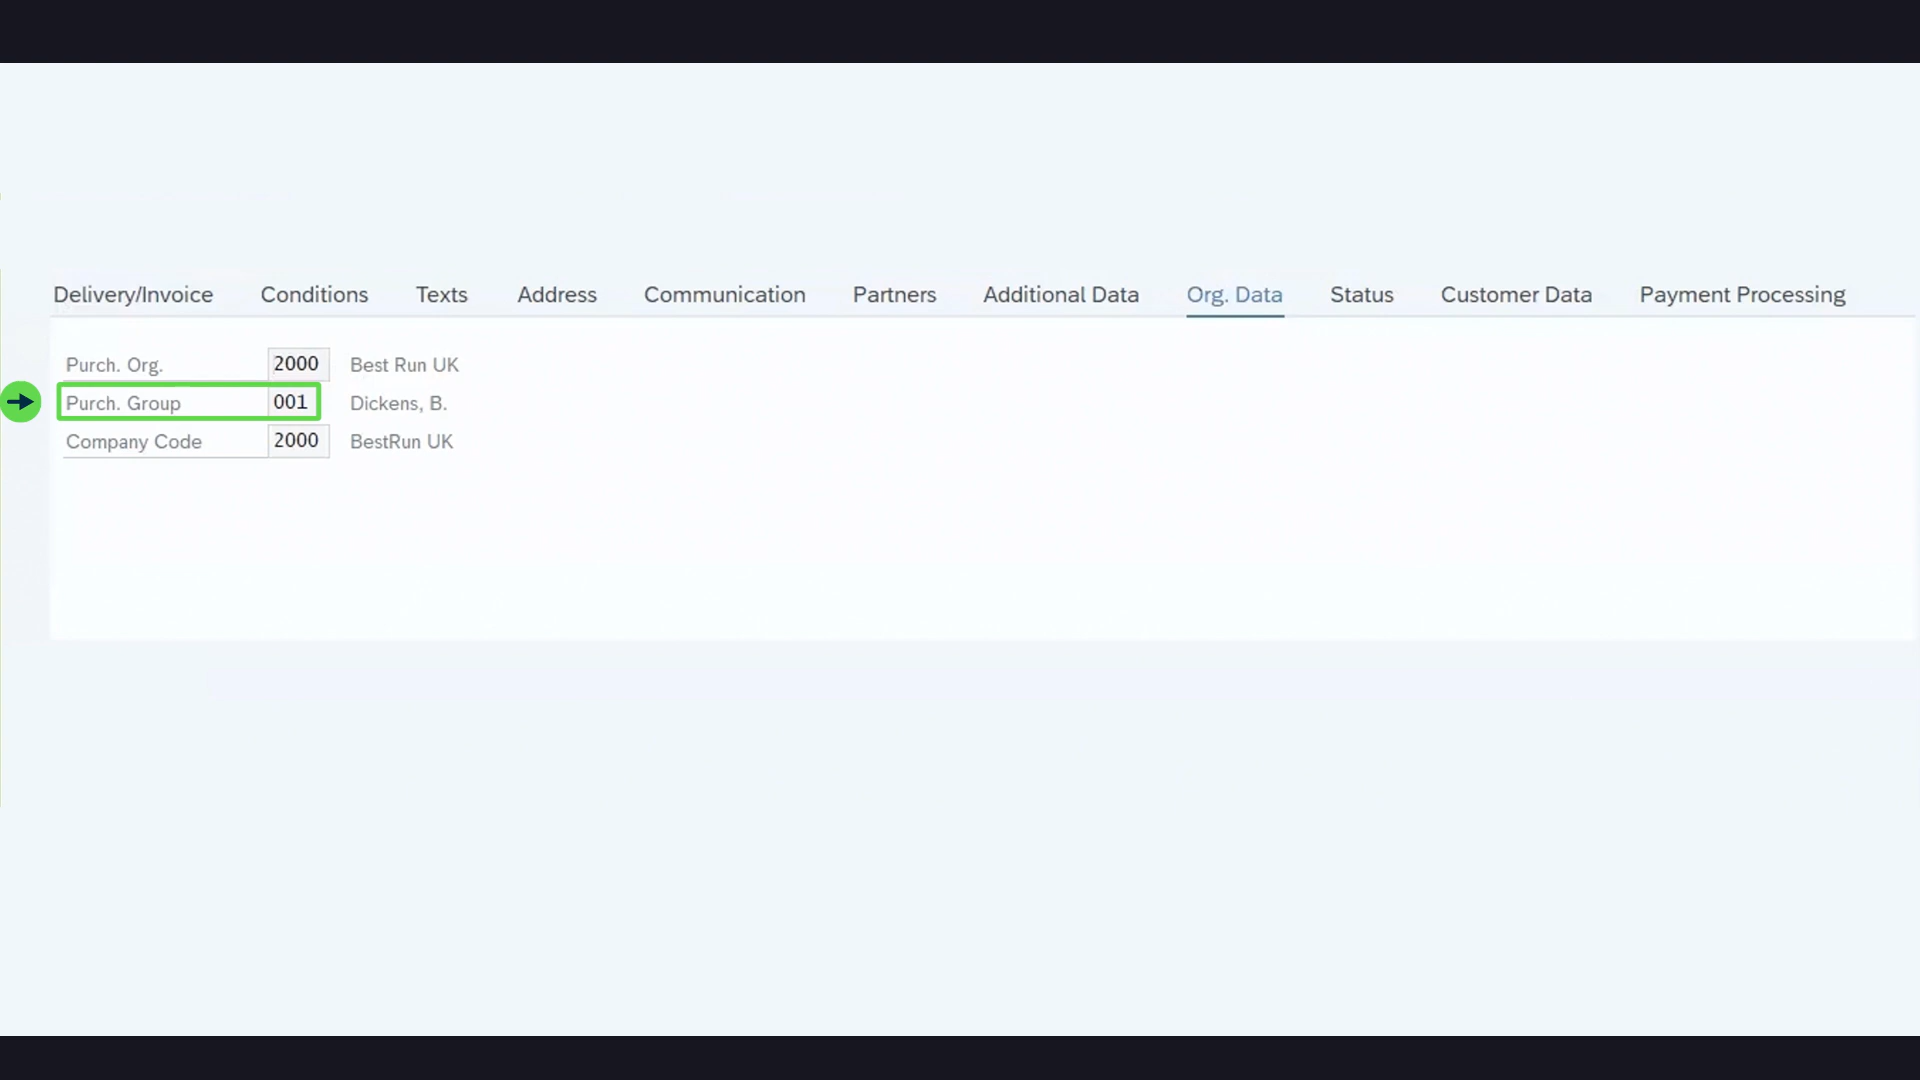 Delivery/Invoice Conditions Texts Address Communication Partners Additional Data Org. Data Status Customer Data Payment Processing
Purch. Org. 2000 Best Run UK
Purch. Group 001 Dickens, B.
Company Code 2000 BestRun UK